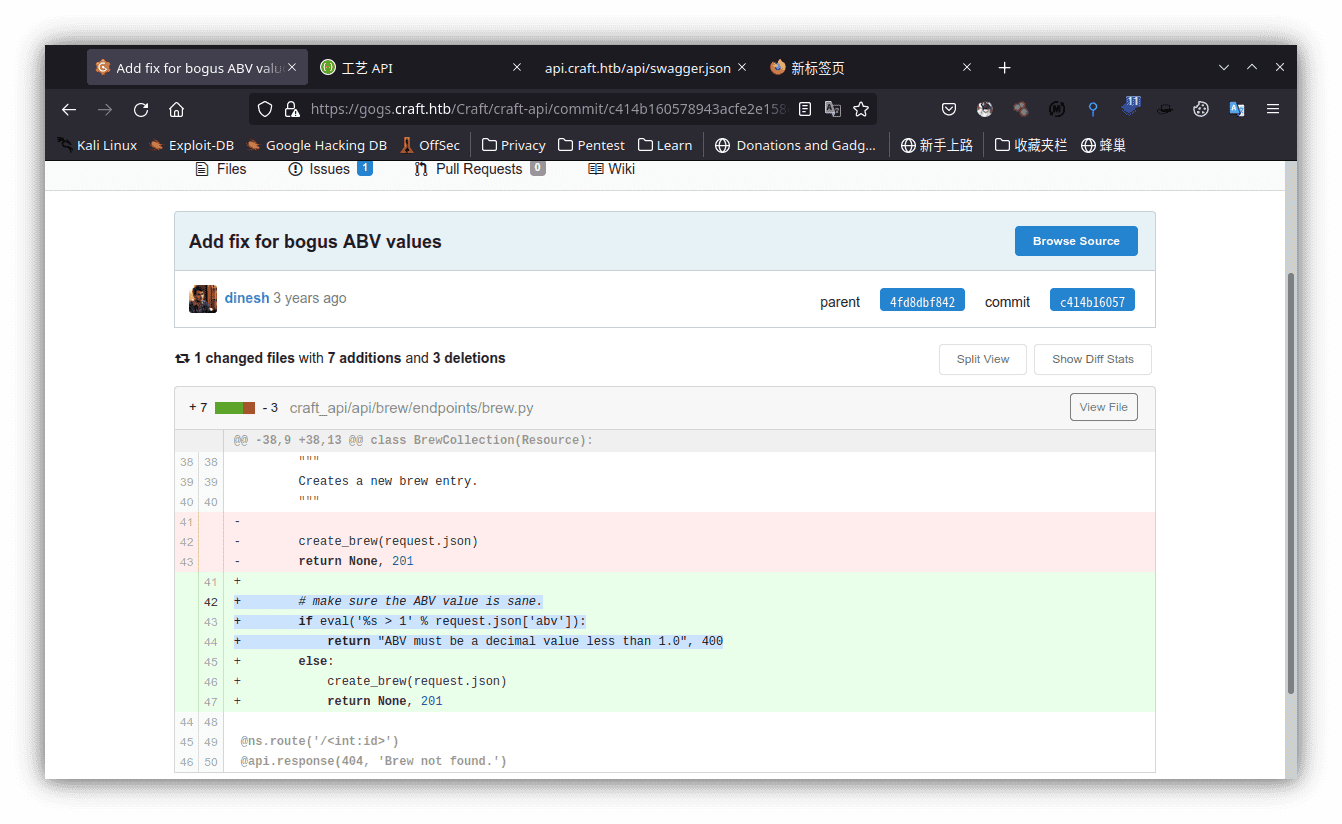 Add fix for bogus ABV valu
工艺 API
api.craft.htb/api/swagger.json
新标签页
https://gogs.craft.htb/Craft/craft-api/commit/c414b160578943acfe2e158
11
Kali Linux
Exploit-DB
Google Hacking DB
OffSec
Privacy
Pentest
Learn
Donations and Gadg...
新手上路
收藏夹栏
蜂巢
Files
Issues 1
Pull Requests 0
Wiki
Add fix for bogus ABV values
Browse Source
dinesh 3 years ago
parent 4fd8dbf842 commit c414b16057
1 changed files with 7 additions and 3 deletions
Split View
Show Diff Stats
+ 7 - 3 craft_api/api/brew/endpoints/brew.py
View File
@@ -38,9 +38,13 @@ class BrewCollection(Resource):
38 38 """
39 39 Creates a new brew entry.
40 40 """
41 -
42 - create_brew(request.json)
43 - return None, 201
41 +
42 + # make sure the ABV value is sane.
43 + if eval('%s > 1' % request.json['abv']):
44 + return "ABV must be a decimal value less than 1.0", 400
45 + else:
46 + create_brew(request.json)
47 + return None, 201
44 48
45 49 @ns.route('/<int:id>')
46 50 @api.response(404, 'Brew not found.')